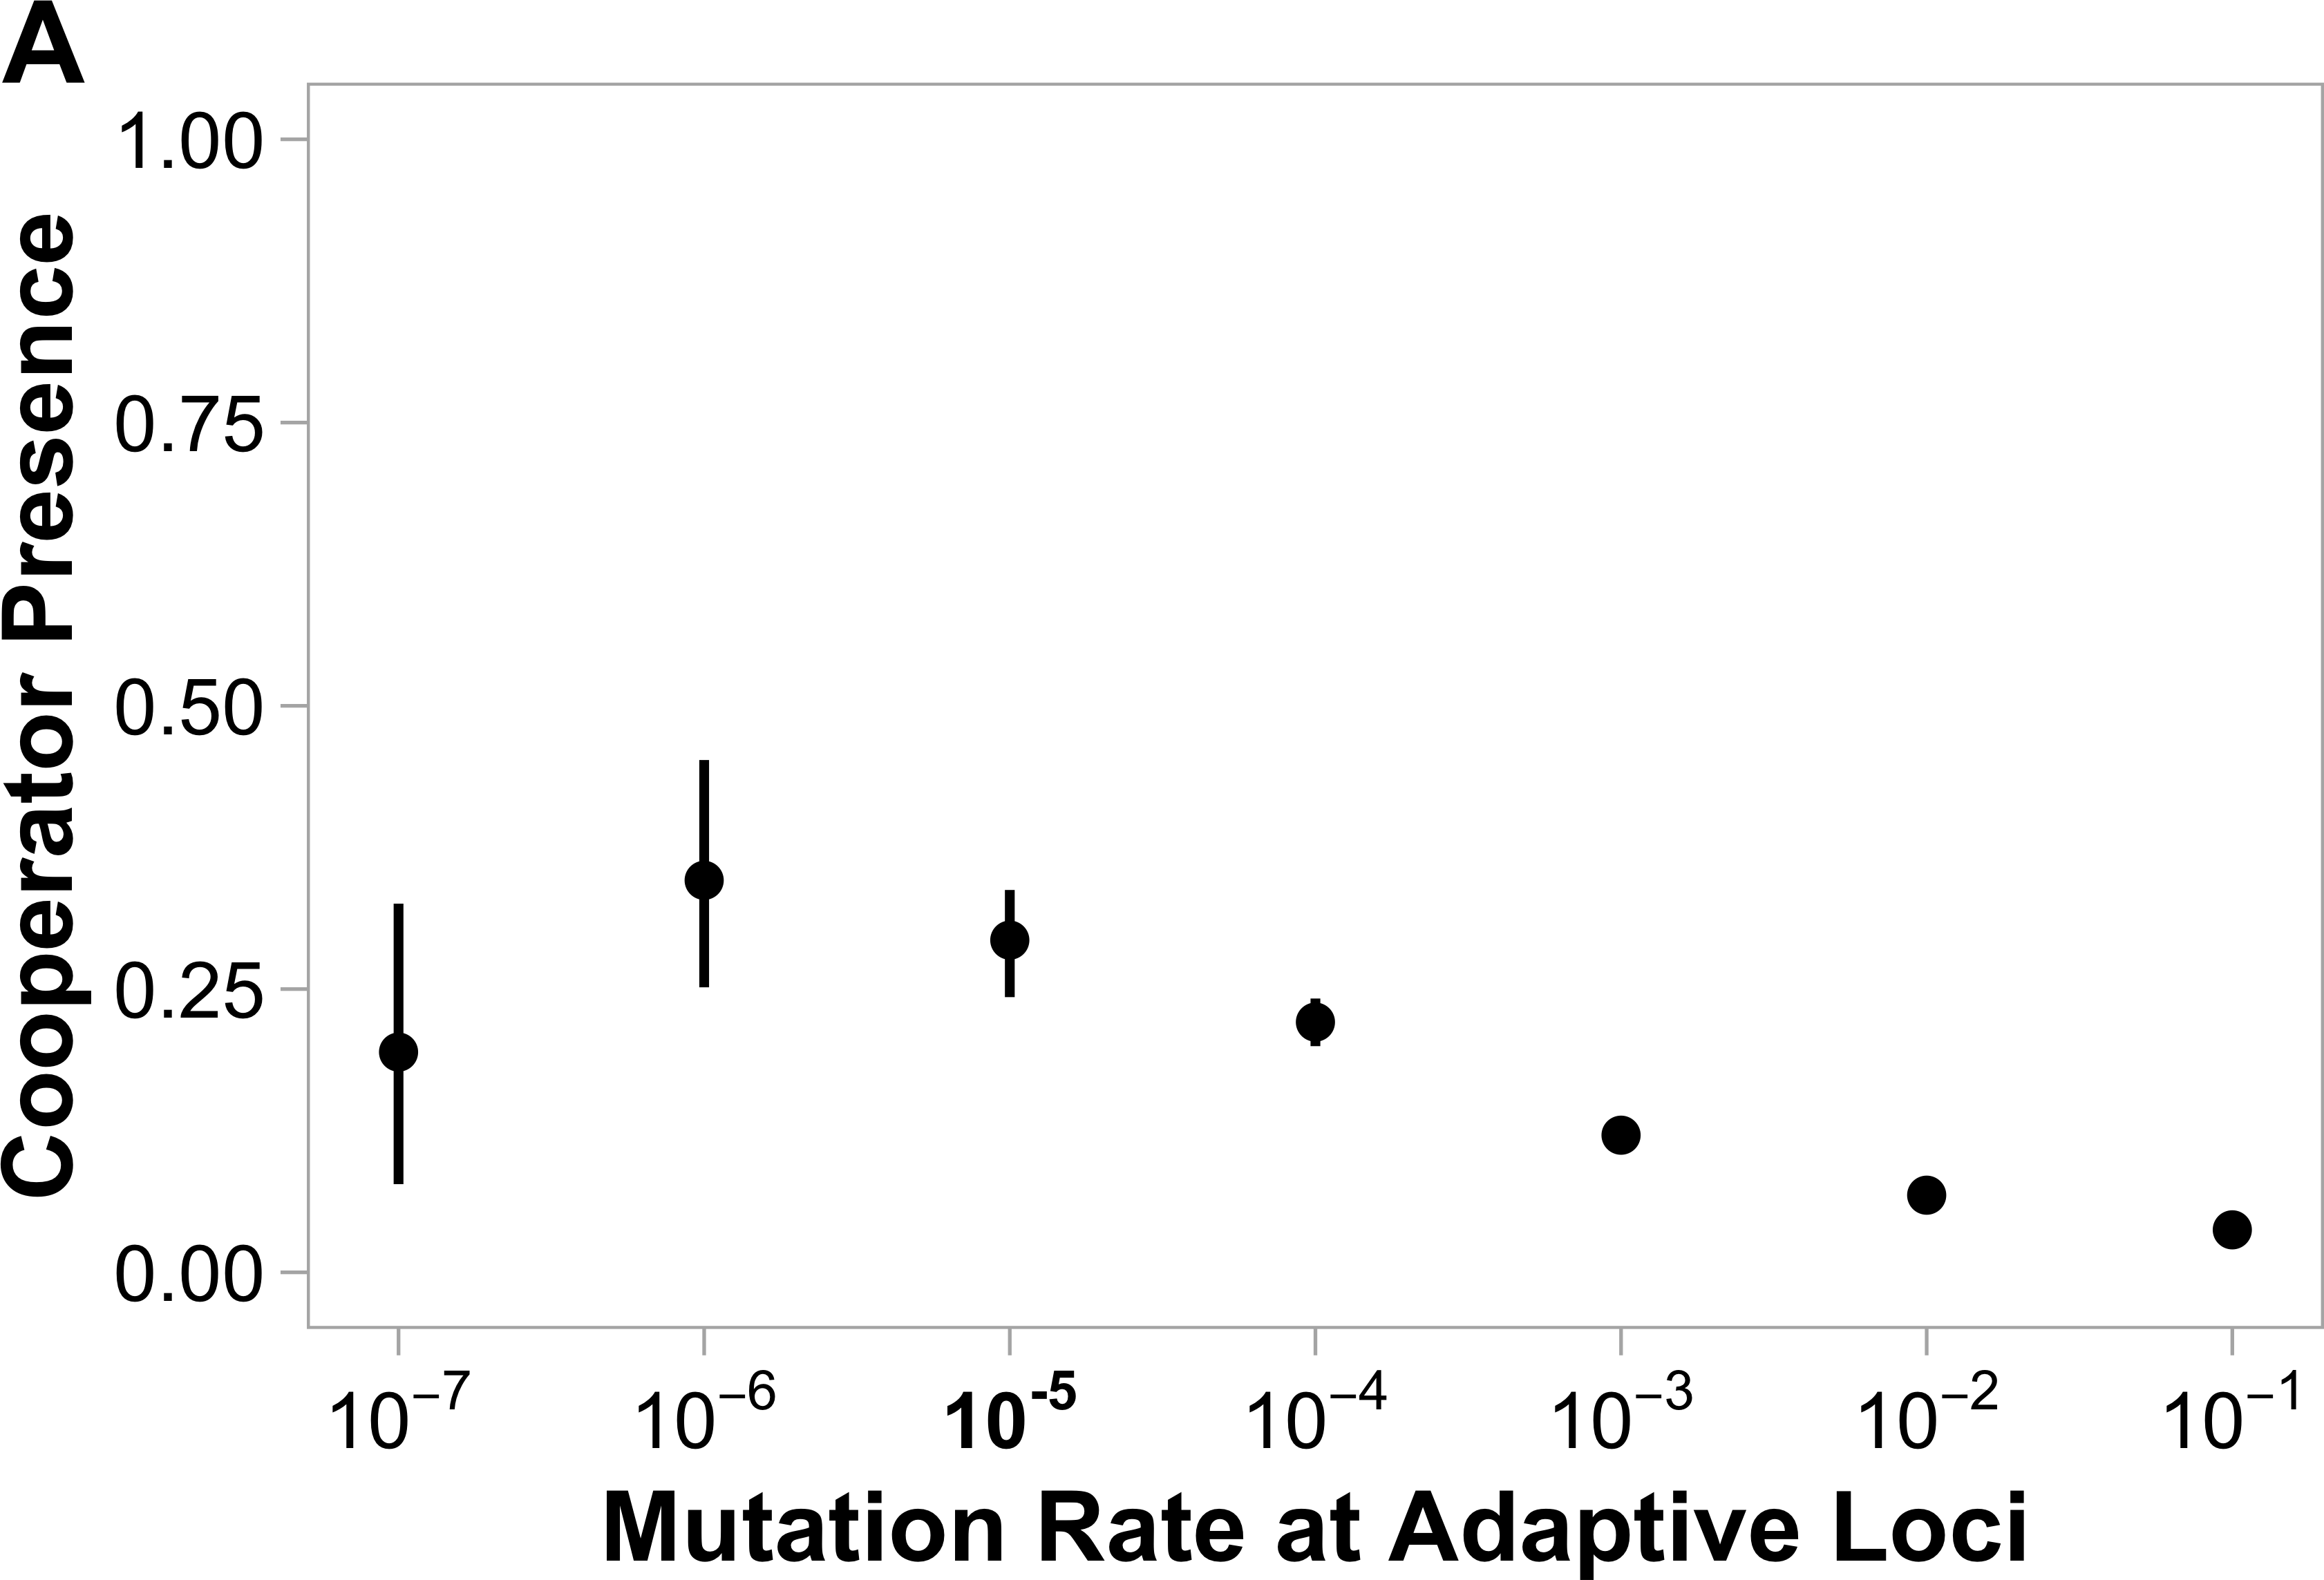 A
Cooperator Presence
1.00
0.75
0.50
0.25
0.00
10⁻⁷ 10⁻⁶ 10⁻⁵ 10⁻⁴ 10⁻³ 10⁻² 10⁻¹
Mutation Rate at Adaptive Loci